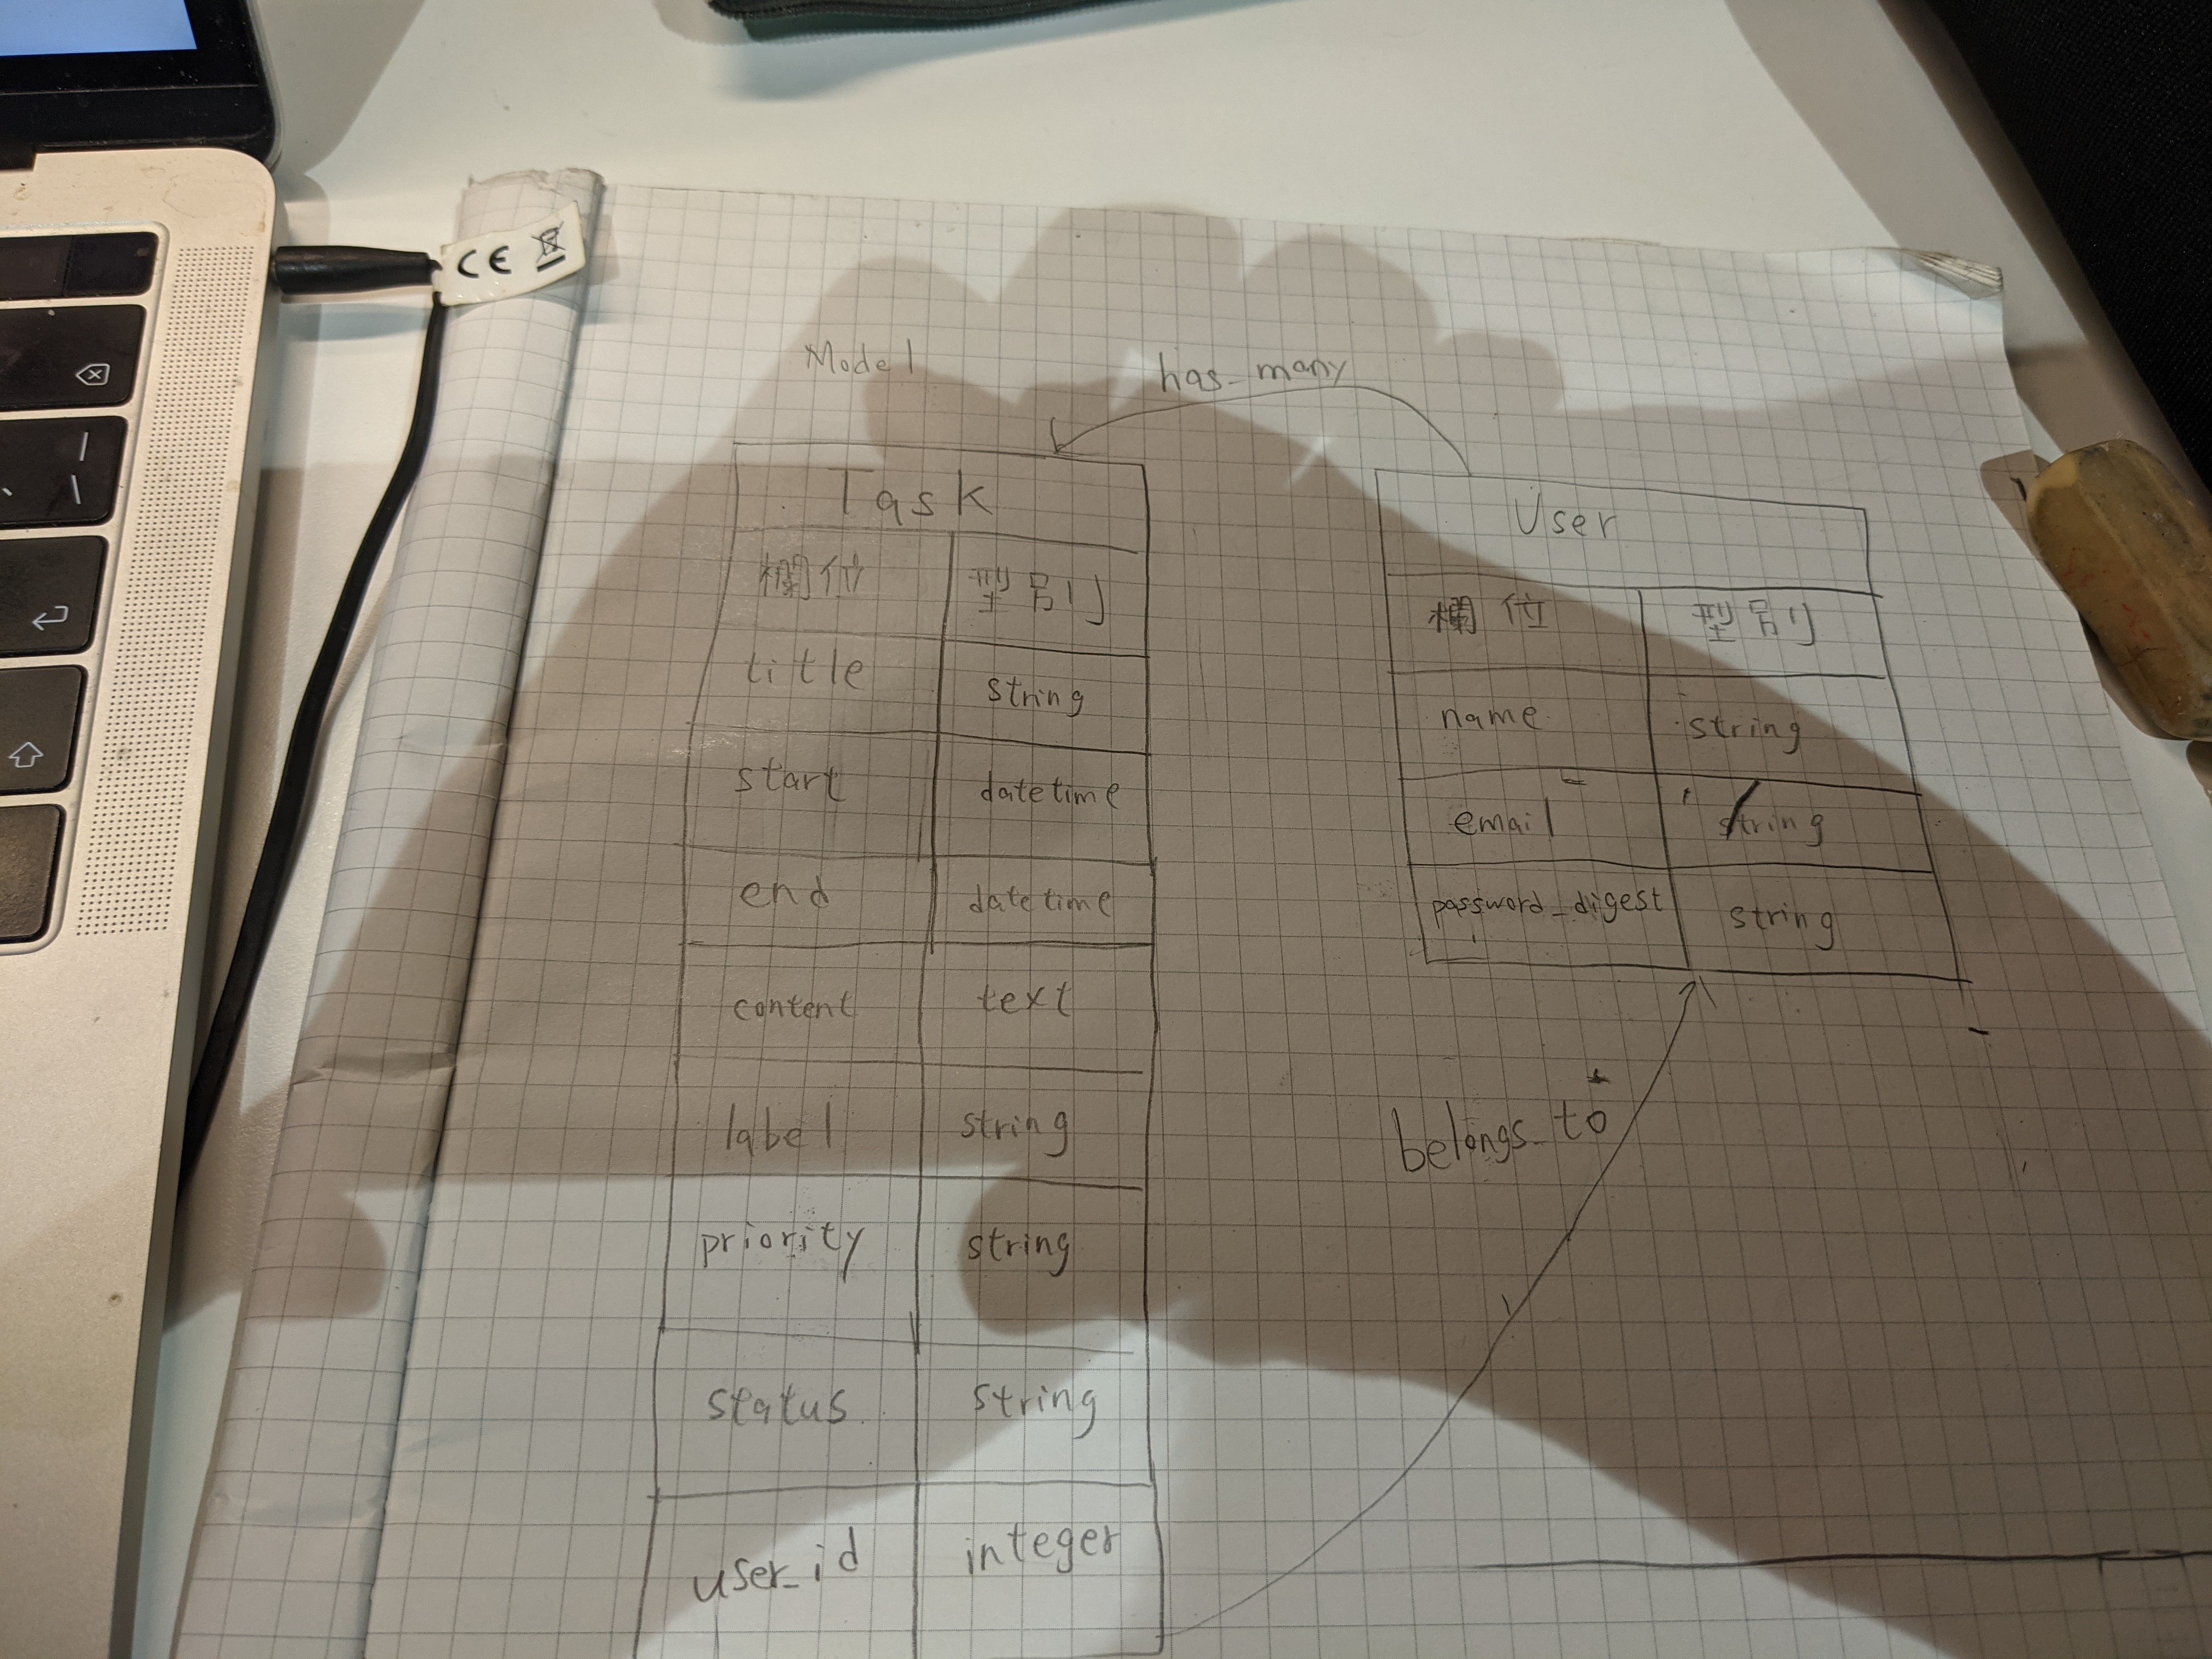 CE
Model
has_many
Task
欄位 型別
title string
start datetime
end datetime
content text
label string
priority string
status string
user_id integer
User
欄位 型別
name string
email string
password_digest string
belongs_to